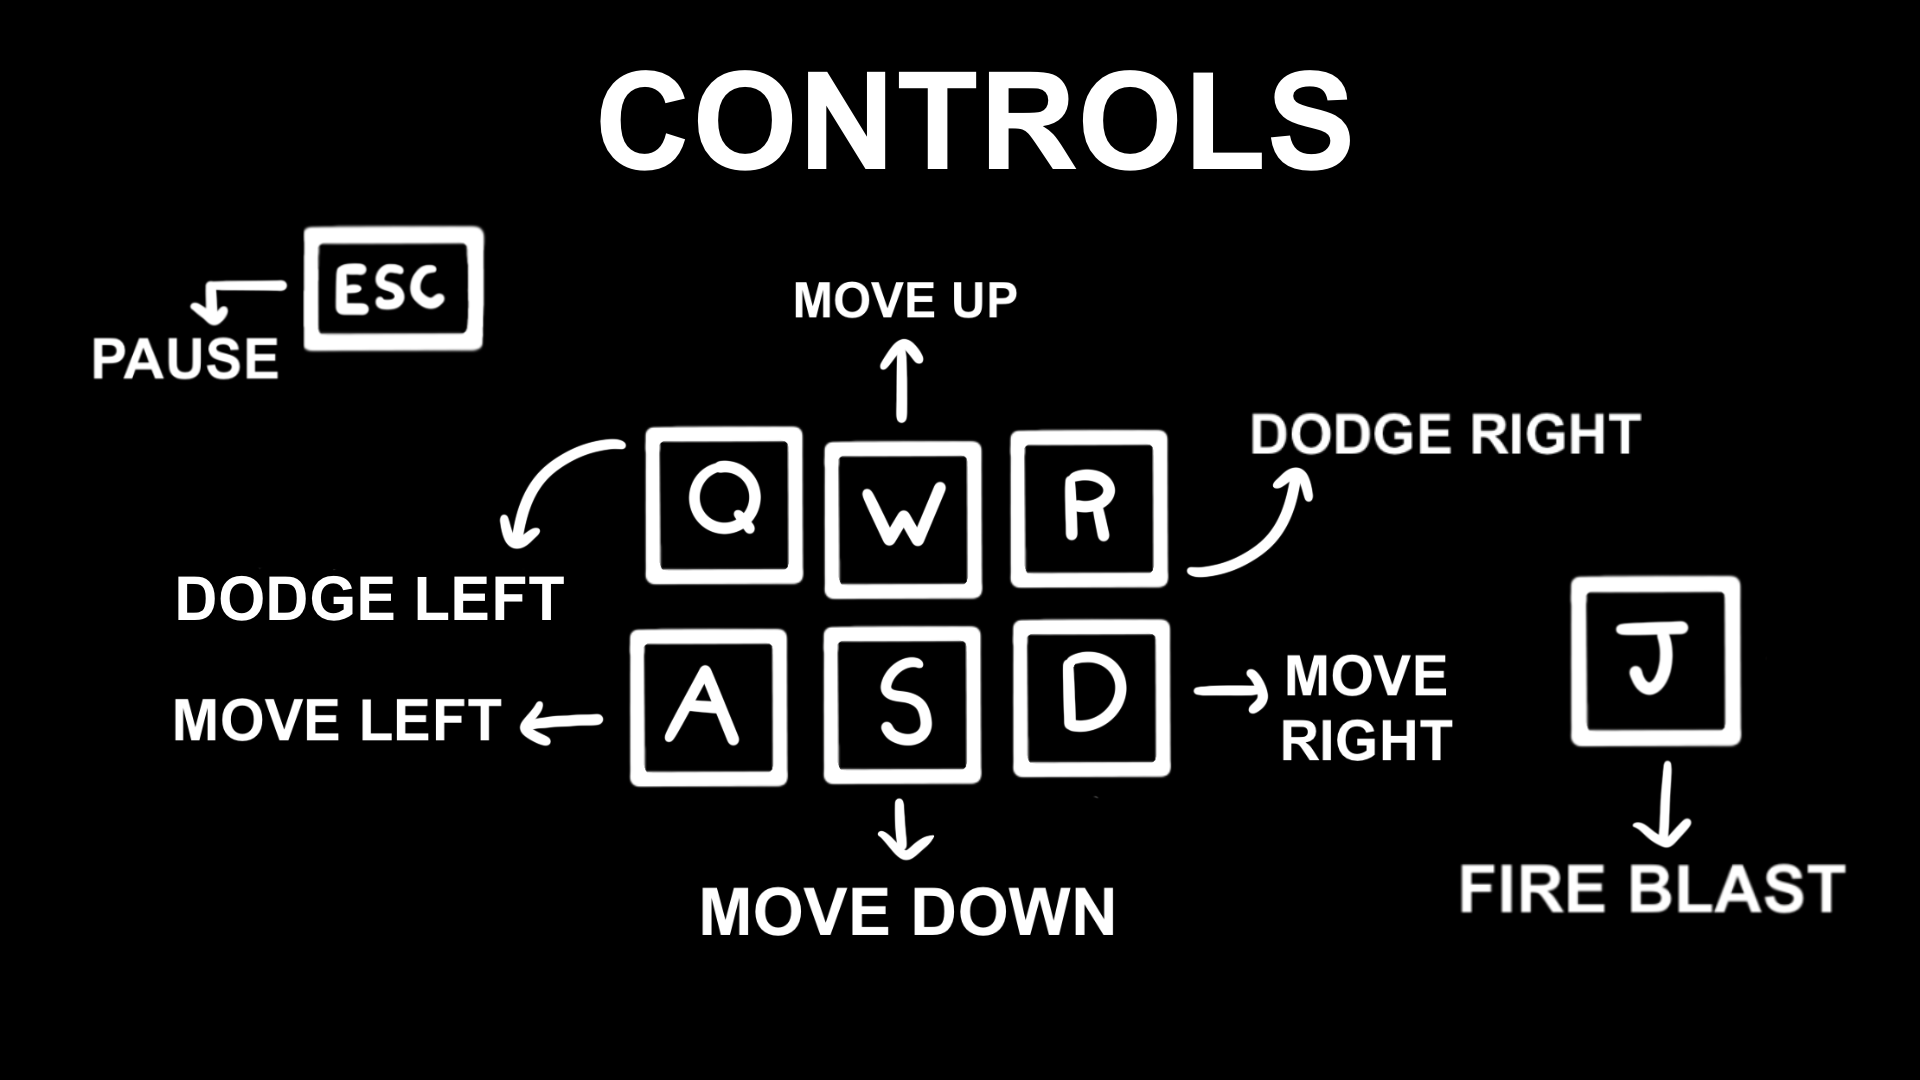 CONTROLS
ESC
PAUSE
MOVE UP
Q W R
DODGE RIGHT
DODGE LEFT
A S D
MOVE LEFT
MOVE
RIGHT
J
MOVE DOWN
FIRE BLAST